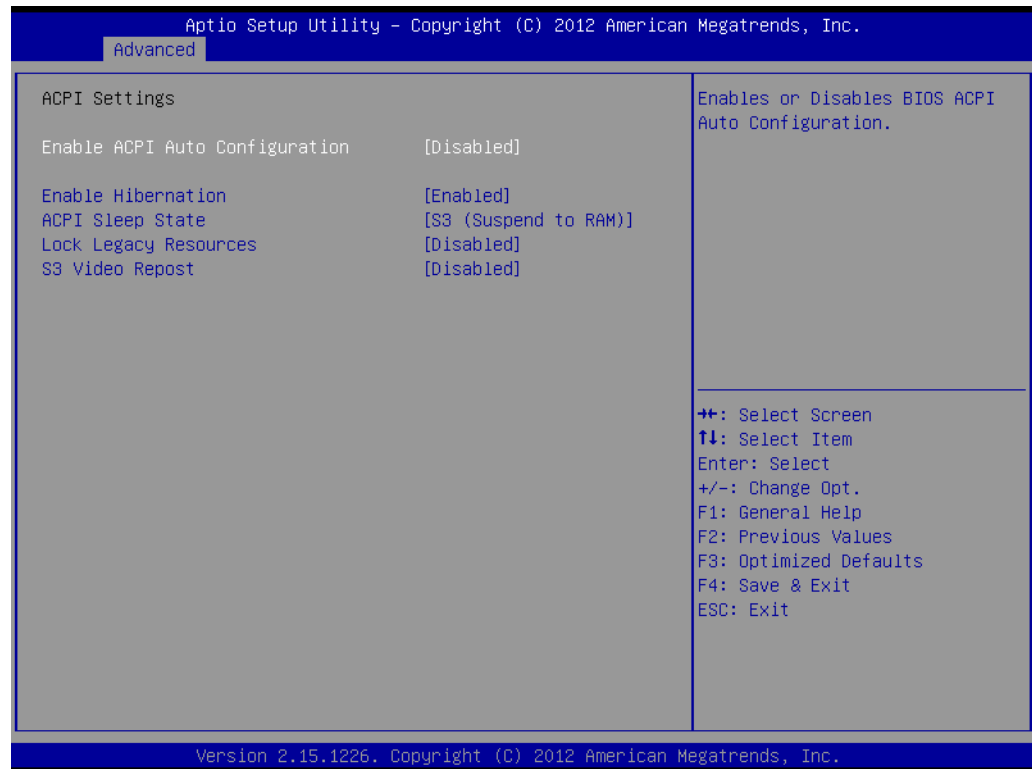 Aptio Setup Utility – Copyright (C) 2012 American Megatrends, Inc.
Advanced
ACPI Settings
Enable ACPI Auto Configuration [Disabled]
Enable Hibernation [Enabled]
ACPI Sleep State [S3 (Suspend to RAM)]
Lock Legacy Resources [Disabled]
S3 Video Repost [Disabled]
Enables or Disables BIOS ACPI
Auto Configuration.
→←: Select Screen
↑↓: Select Item
Enter: Select
+/-: Change Opt.
F1: General Help
F2: Previous Values
F3: Optimized Defaults
F4: Save & Exit
ESC: Exit
Version 2.15.1226. Copyright (C) 2012 American Megatrends, Inc.